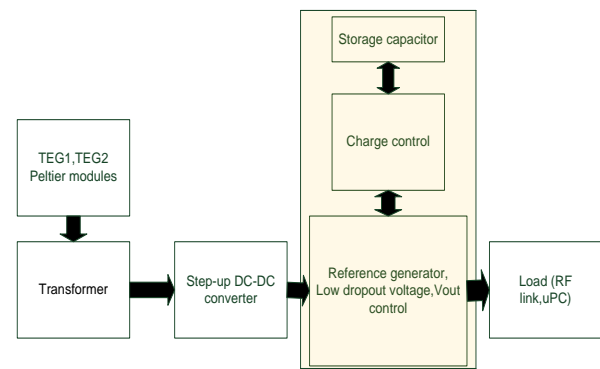 Storage capacitor
Charge control
TEG1,TEG2
Peltier modules
Transformer
Step-up DC-DC
converter
Reference generator,
Low dropout voltage,Vout
control
Load (RF
link,uPC)